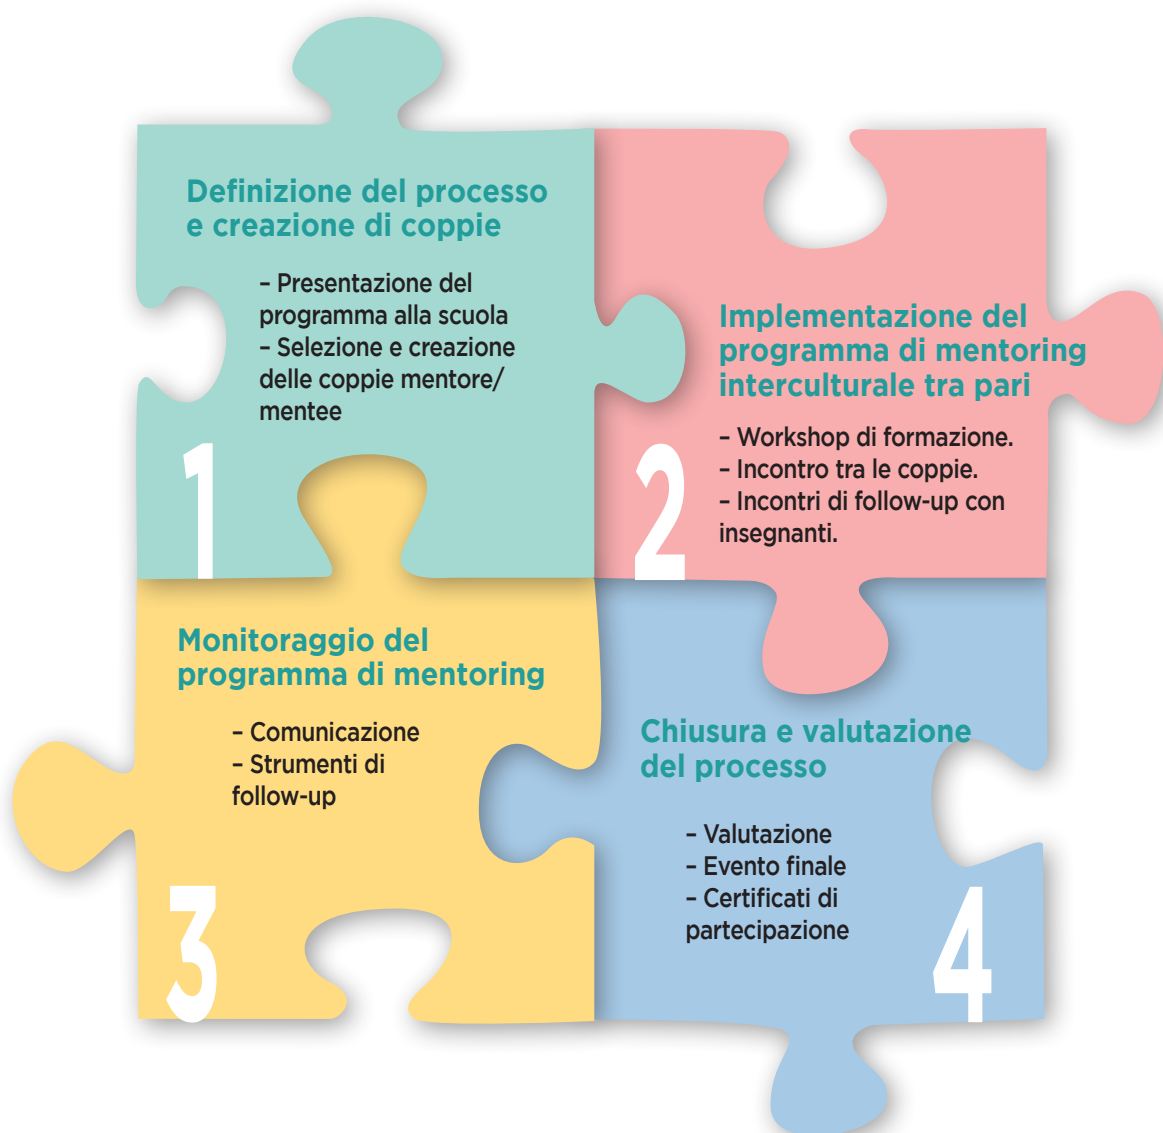 Definizione del processo
e creazione di coppie
– Presentazione del
programma alla scuola
– Selezione e creazione
delle coppie mentore/
mentee
1
Implementazione del
programma di mentoring
interculturale tra pari
– Workshop di formazione.
– Incontro tra le coppie.
– Incontri di follow-up con
insegnanti.
2
Monitoraggio del
programma di mentoring
– Comunicazione
– Strumenti di
follow-up
3
Chiusura e valutazione
del processo
– Valutazione
– Evento finale
– Certificati di
partecipazione
4